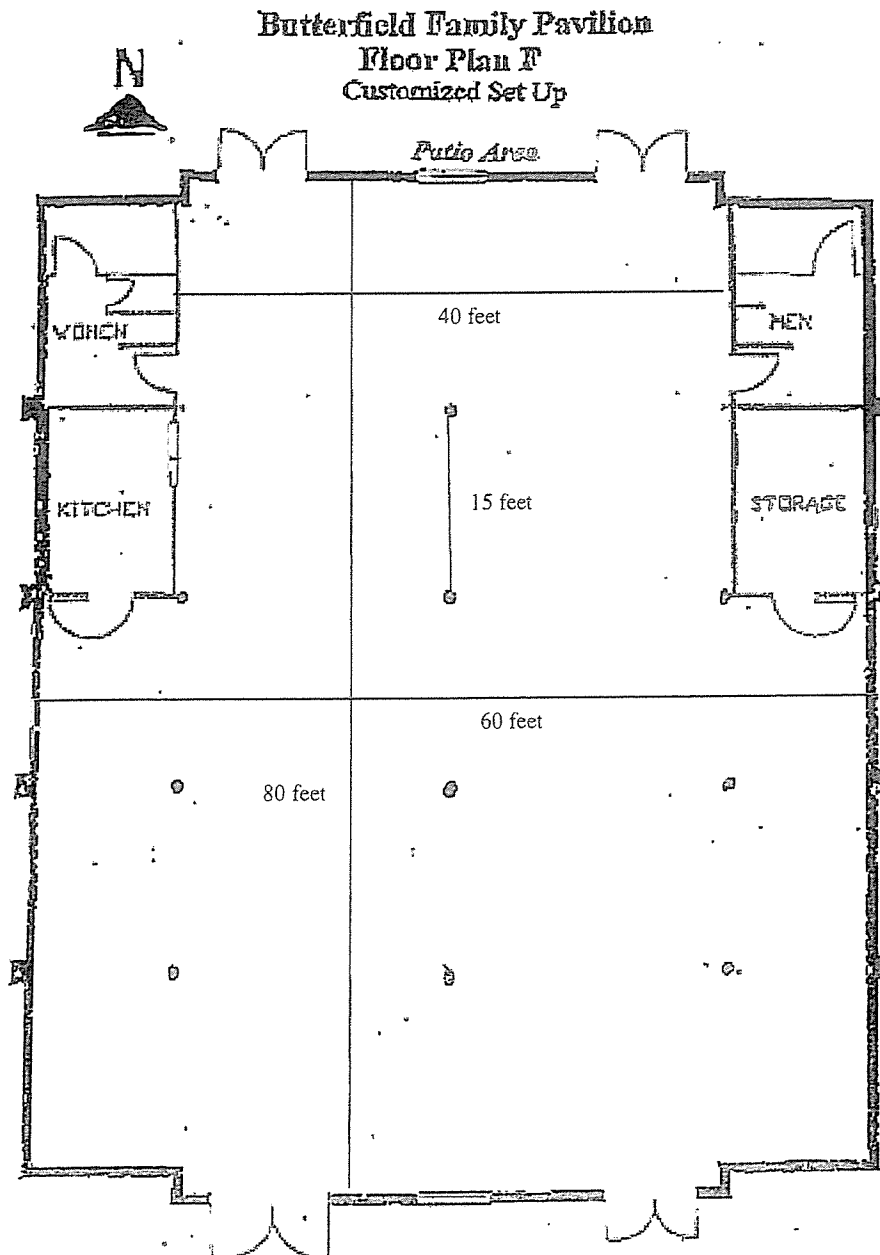 Butterfield Family Pavilion
Floor Plan F
Customized Set Up
N
Patio Area
40 feet
WOMEN
MEN
15 feet
KITCHEN
STORAGE
60 feet
80 feet